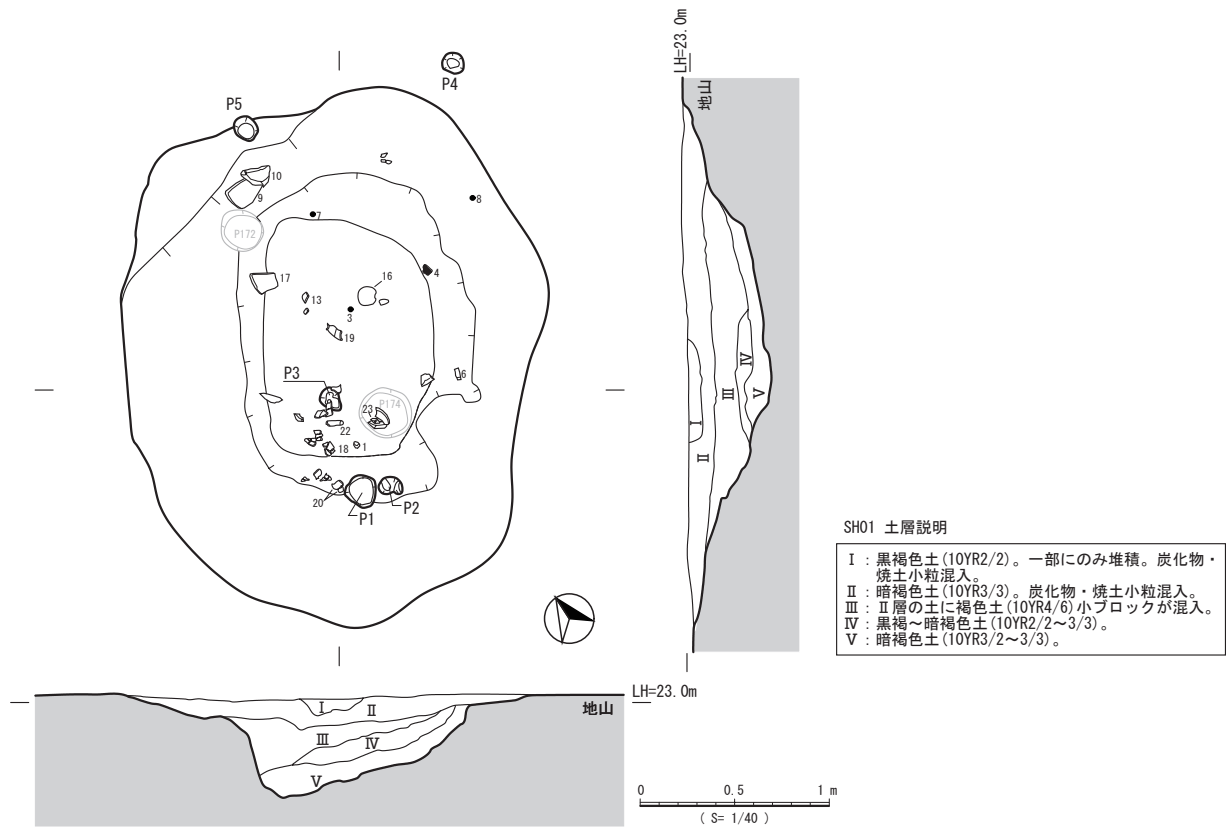 P4
LH=23.0m
地山
P5
10
9
8
7
P172
4
17
16
13
3
19
6
P3
P174
23
22
18
1
20
P2
P1
Ⅳ
Ⅲ
Ⅴ
Ⅰ
Ⅱ
SH01 土層説明
Ⅰ：黒褐色土(10YR2/2)。一部にのみ堆積。炭化物・
焼土小粒混入。
Ⅱ：暗褐色土(10YR3/3)。炭化物・焼土小粒混入。
Ⅲ：Ⅱ層の土に褐色土(10YR4/6)小ブロックが混入。
Ⅳ：黒褐～暗褐色土(10YR2/2～3/3)。
Ⅴ：暗褐色土(10YR3/2～3/3)。
LH=23.0m
Ⅰ
Ⅱ
地山
Ⅲ
Ⅳ
Ⅴ
0 0.5 1 m
( S= 1/40 )